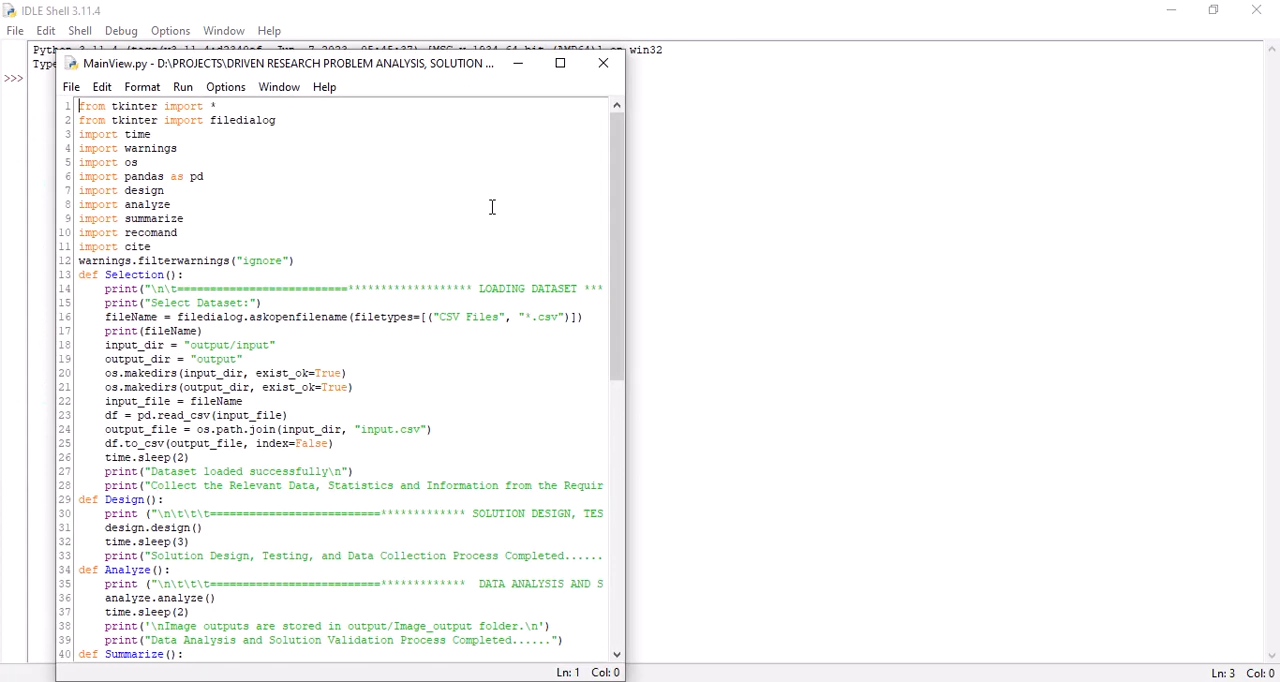 IDLE Shell 3.11.4
File Edit Shell Debug Options Window Help
win32
Type
>>>
MainView.py - D:\PROJECTS\DRIVEN RESEARCH PROBLEM ANALYSIS, SOLUTION ...
File Edit Format Run Options Window Help
1 from tkinter import *
2 from tkinter import filedialog
3 import time
4 import warnings
5 import os
6 import pandas as pd
7 import design
8 import analyze
9 import summarize
10 import recomand
11 import cite
12 warnings.filterwarnings("ignore")
13 def Selection():
14 print("\n\t==========================******************* LOADING DATASET ***
15 print("Select Dataset:")
16 fileName = filedialog.askopenfilename(filetypes=[("CSV Files", "*.csv")])
17 print(fileName)
18 input_dir = "output/input"
19 output_dir = "output"
20 os.makedirs(input_dir, exist_ok=True)
21 os.makedirs(output_dir, exist_ok=True)
22 input_file = fileName
23 df = pd.read_csv(input_file)
24 output_file = os.path.join(input_dir, "input.csv")
25 df.to_csv(output_file, index=False)
26 time.sleep(2)
27 print("Dataset loaded successfully\n")
28 print("Collect the Relevant Data, Statistics and Information from the Requir
29 def Design():
30 print ("\n\t\t\t==========================************* SOLUTION DESIGN, TES
31 design.design()
32 time.sleep(3)
33 print("Solution Design, Testing, and Data Collection Process Completed......
34 def Analyze():
35 print ("\n\t\t\t==========================************* DATA ANALYSIS AND S
36 analyze.analyze()
37 time.sleep(2)
38 print('\nImage outputs are stored in output/Image_output folder.\n')
39 print("Data Analysis and Solution Validation Process Completed......")
40 def Summarize():
Ln: 1 Col: 0
Ln: 3 Col: 0